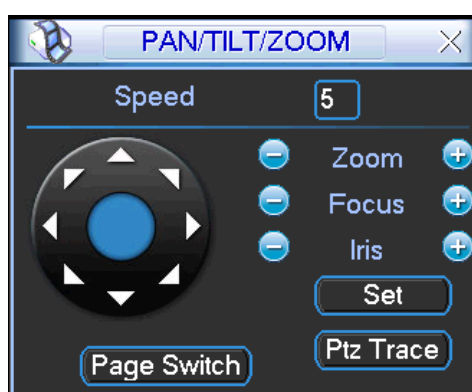 PAN/TILT/ZOOM
Speed 5
Zoom
Focus
Iris
Set
Page Switch
Ptz Trace